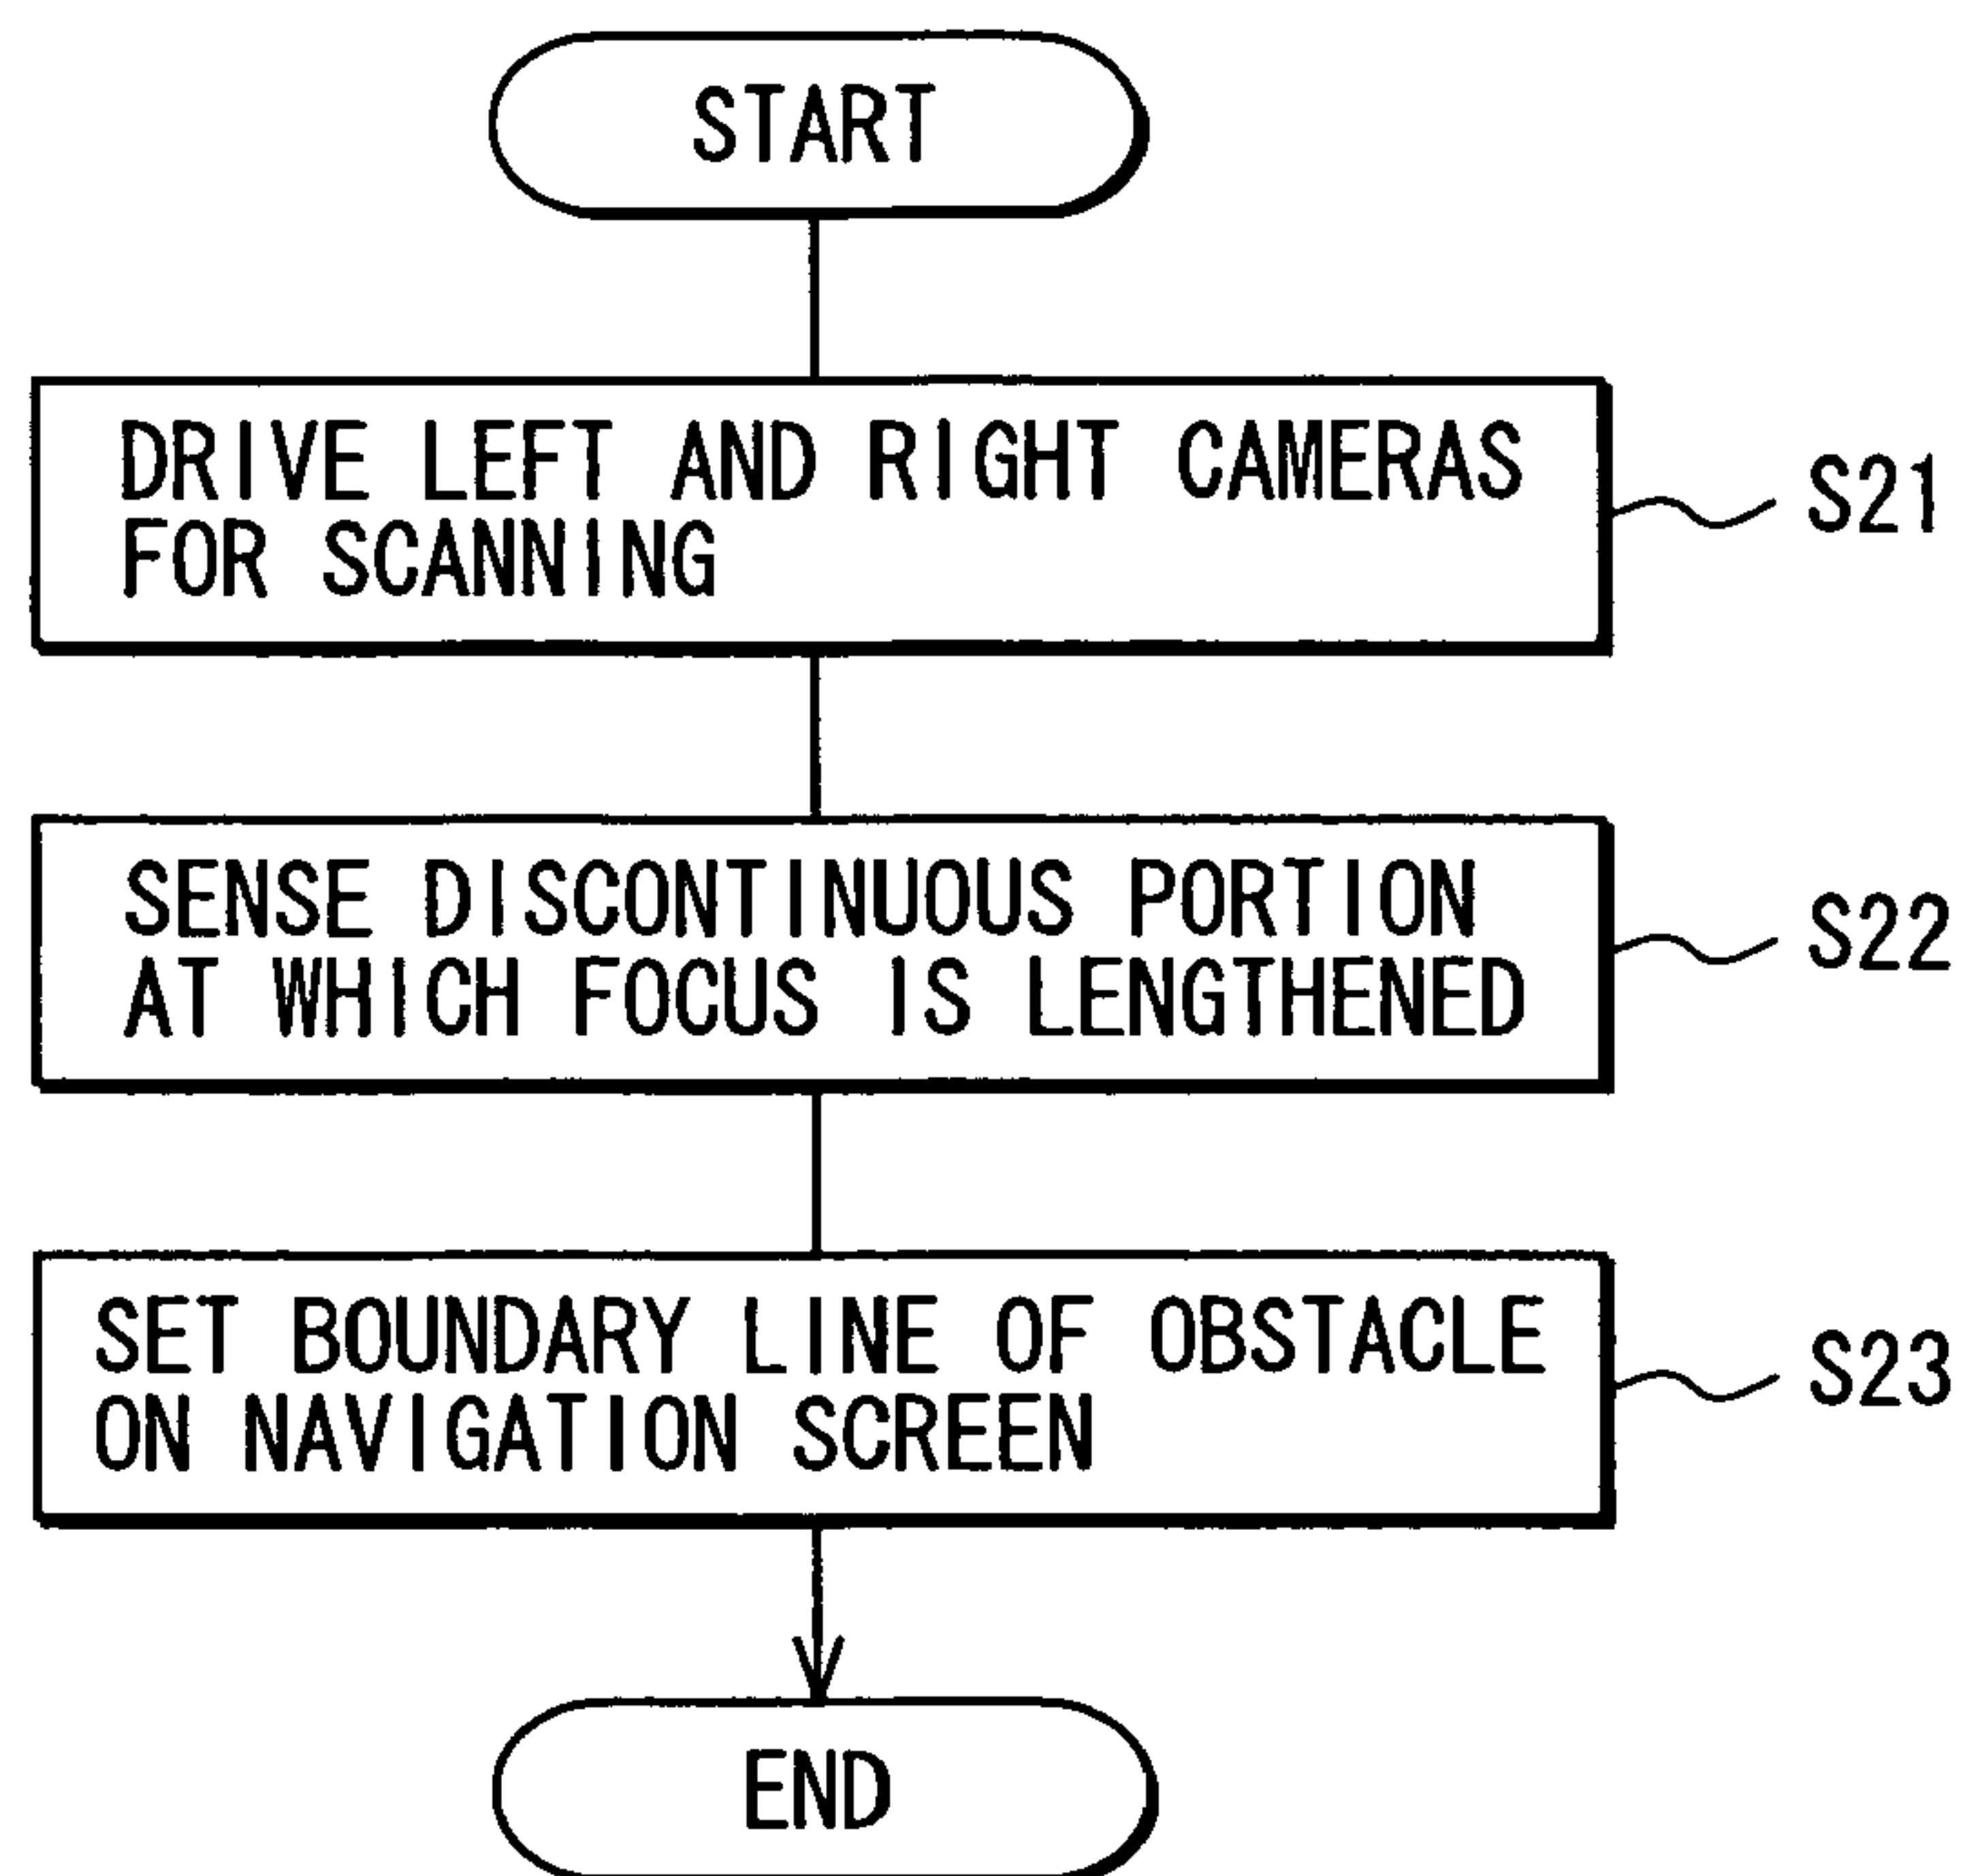 START
DRIVE LEFT AND RIGHT CAMERAS
FOR SCANNING
S21
SENSE DISCONTINUOUS PORTION
AT WHICH FOCUS IS LENGTHENED
S22
SET BOUNDARY LINE OF OBSTACLE
ON NAVIGATION SCREEN
S23
END